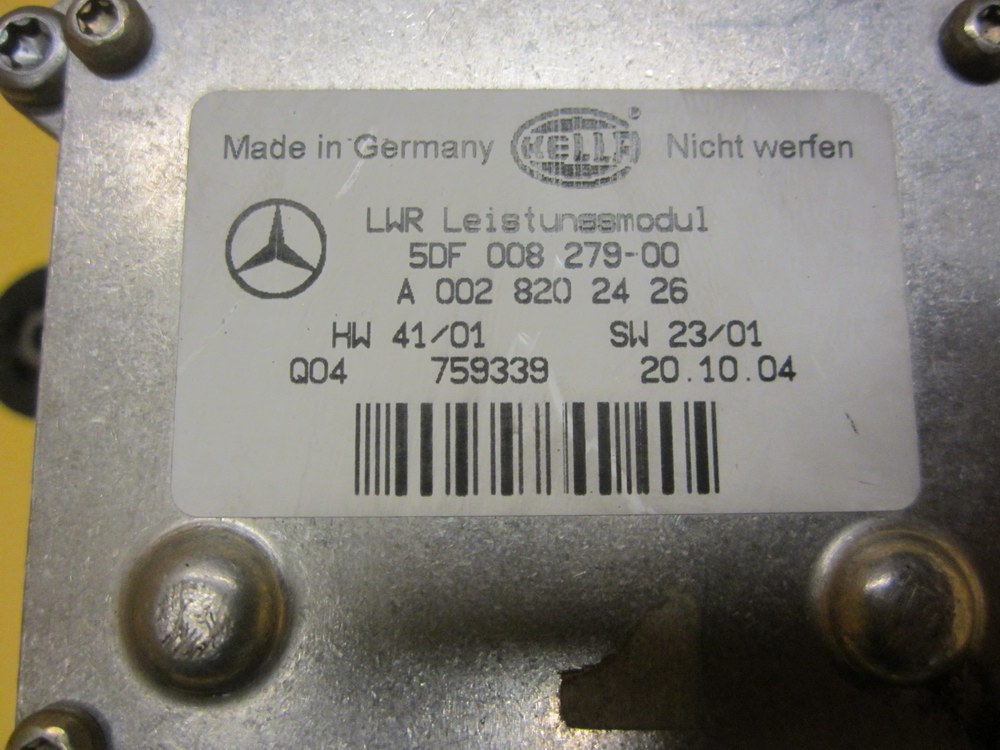 Made in Germany HELLA® Nicht werfen
LWR Leistungsmodul
5DF 008 279-00
A 002 820 24 26
HW 41/01 SW 23/01
Q04 759339 20.10.04